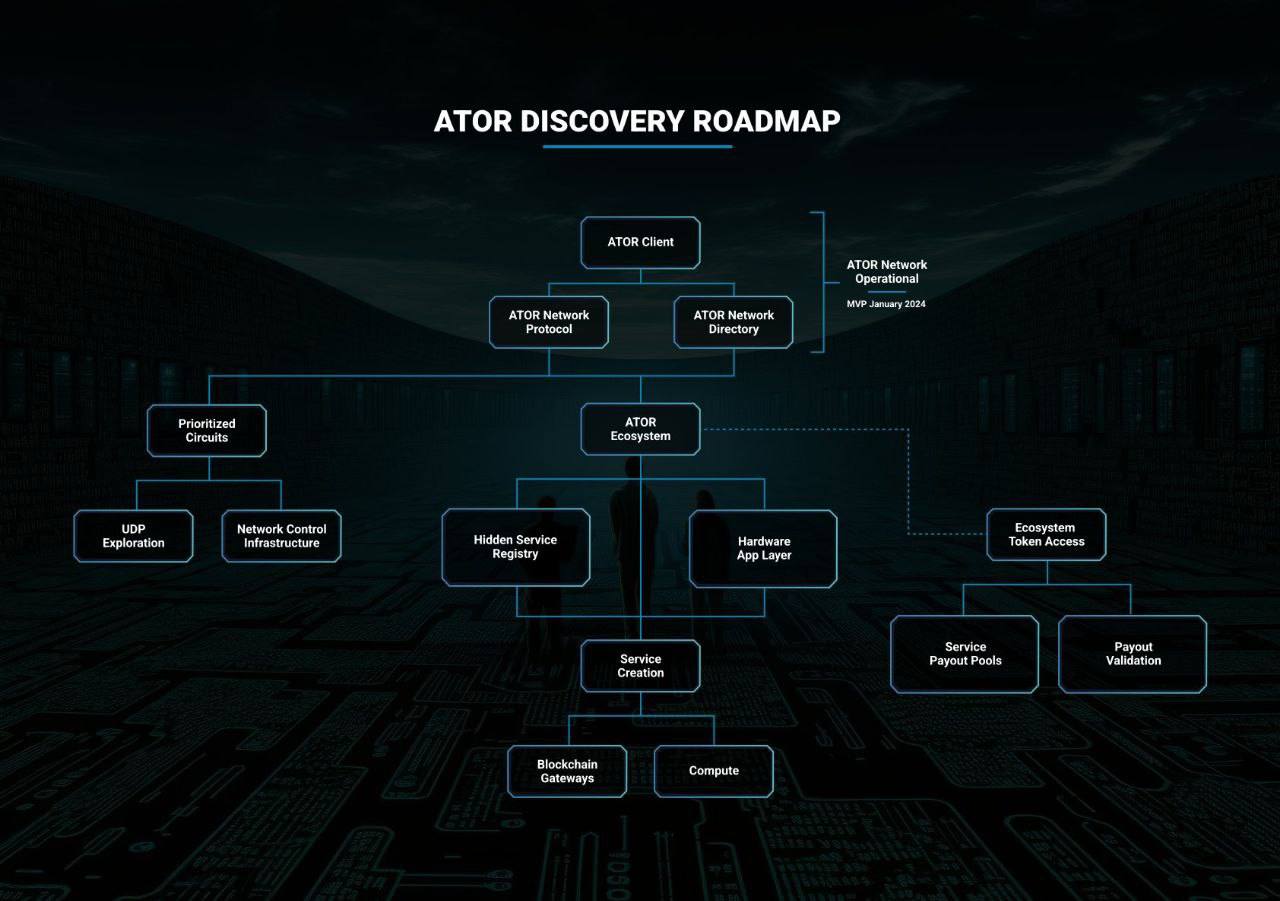 ATOR DISCOVERY ROADMAP
ATOR Client
ATOR Network
Operational
MVP January 2024
ATOR Network
Protocol
ATOR Network
Directory
Prioritized
Circuits
ATOR
Ecosystem
UDP
Exploration
Network Control
Infrastructure
Hidden Service
Registry
Hardware
App Layer
Ecosystem
Token Access
Service
Creation
Service
Payout Pools
Payout
Validation
Blockchain
Gateways
Compute